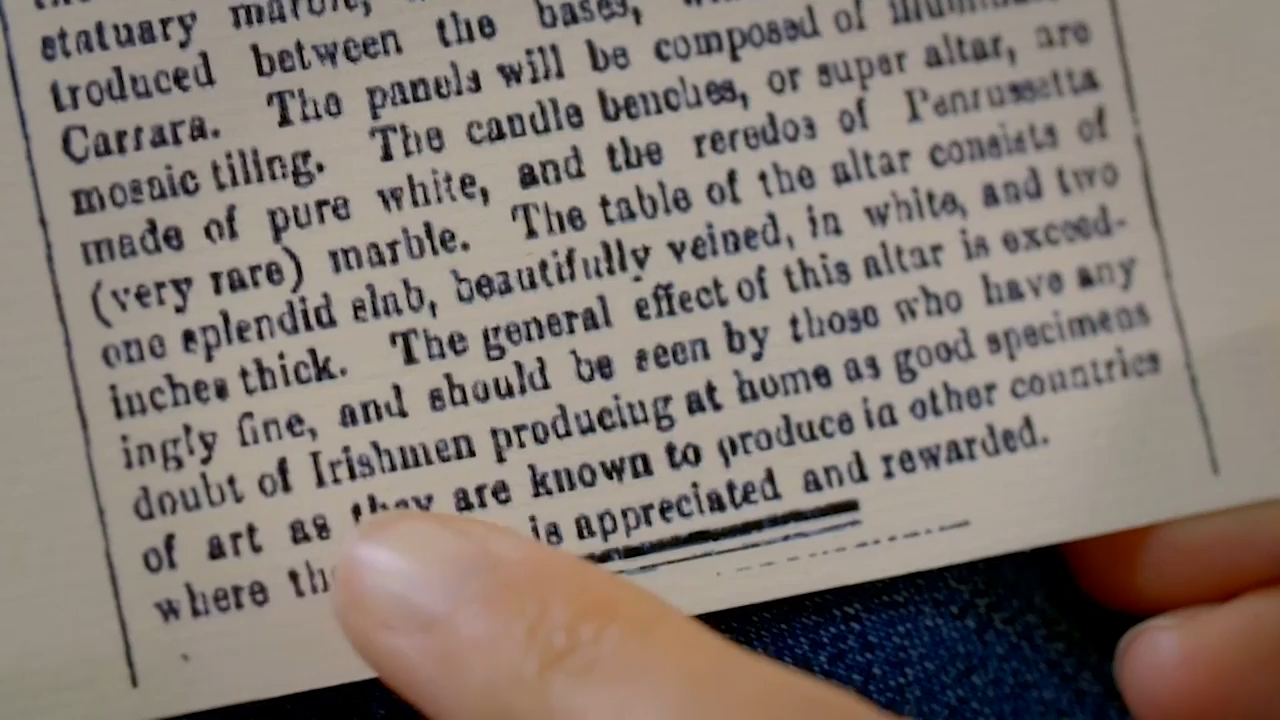 statuary marble,
troduced between the bases,
Carrara. The panels will be composed of
mosaic tiling. The candle benches, or super altar, are
made of pure white, and the reredos of Penrussetta
(very rare) marble. The table of the altar consists of
one splendid slab, beautifully veined, in white, and two
inches thick. The general effect of this altar is exceed-
ingly fine, and should be seen by those who have any
doubt of Irishmen producing at home as good specimens
of art as they are known to produce in other countries
where is appreciated and rewarded.